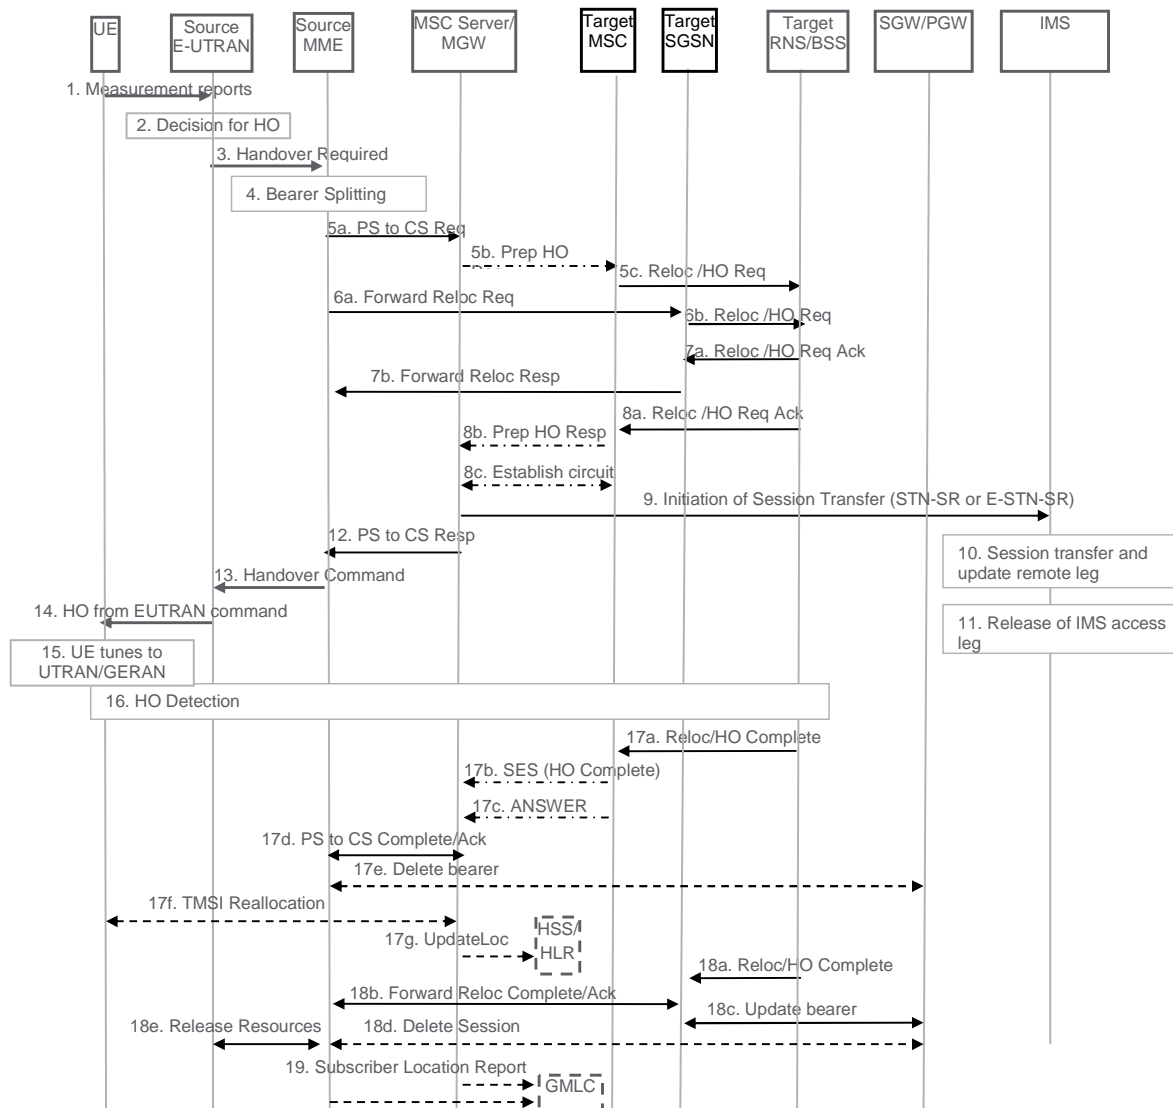 UE
Source
E-UTRAN
Source
MME
MSC Server/
MGW
Target
MSC
Target
SGSN
Target
RNS/BSS
SGW/PGW
IMS
1. Measurement reports
2. Decision for HO
3. Handover Required
4. Bearer Splitting
5a. PS to CS Req
5b. Prep HO
5c. Reloc /HO Req
6a. Forward Reloc Req
6b. Reloc /HO Req
7a. Reloc /HO Req Ack
7b. Forward Reloc Resp
8a. Reloc /HO Req Ack
8b. Prep HO Resp
8c. Establish circuit
9. Initiation of Session Transfer (STN-SR or E-STN-SR)
12. PS to CS Resp
10. Session transfer and
update remote leg
13. Handover Command
14. HO from EUTRAN command
11. Release of IMS access
leg
15. UE tunes to
UTRAN/GERAN
16. HO Detection
17a. Reloc/HO Complete
17b. SES (HO Complete)
17c. ANSWER
17d. PS to CS Complete/Ack
17e. Delete bearer
17f. TMSI Reallocation
HSS/
HLR
17g. UpdateLoc
18a. Reloc/HO Complete
18b. Forward Reloc Complete/Ack
18c. Update bearer
18e. Release Resources
18d. Delete Session
19. Subscriber Location Report
GMLC